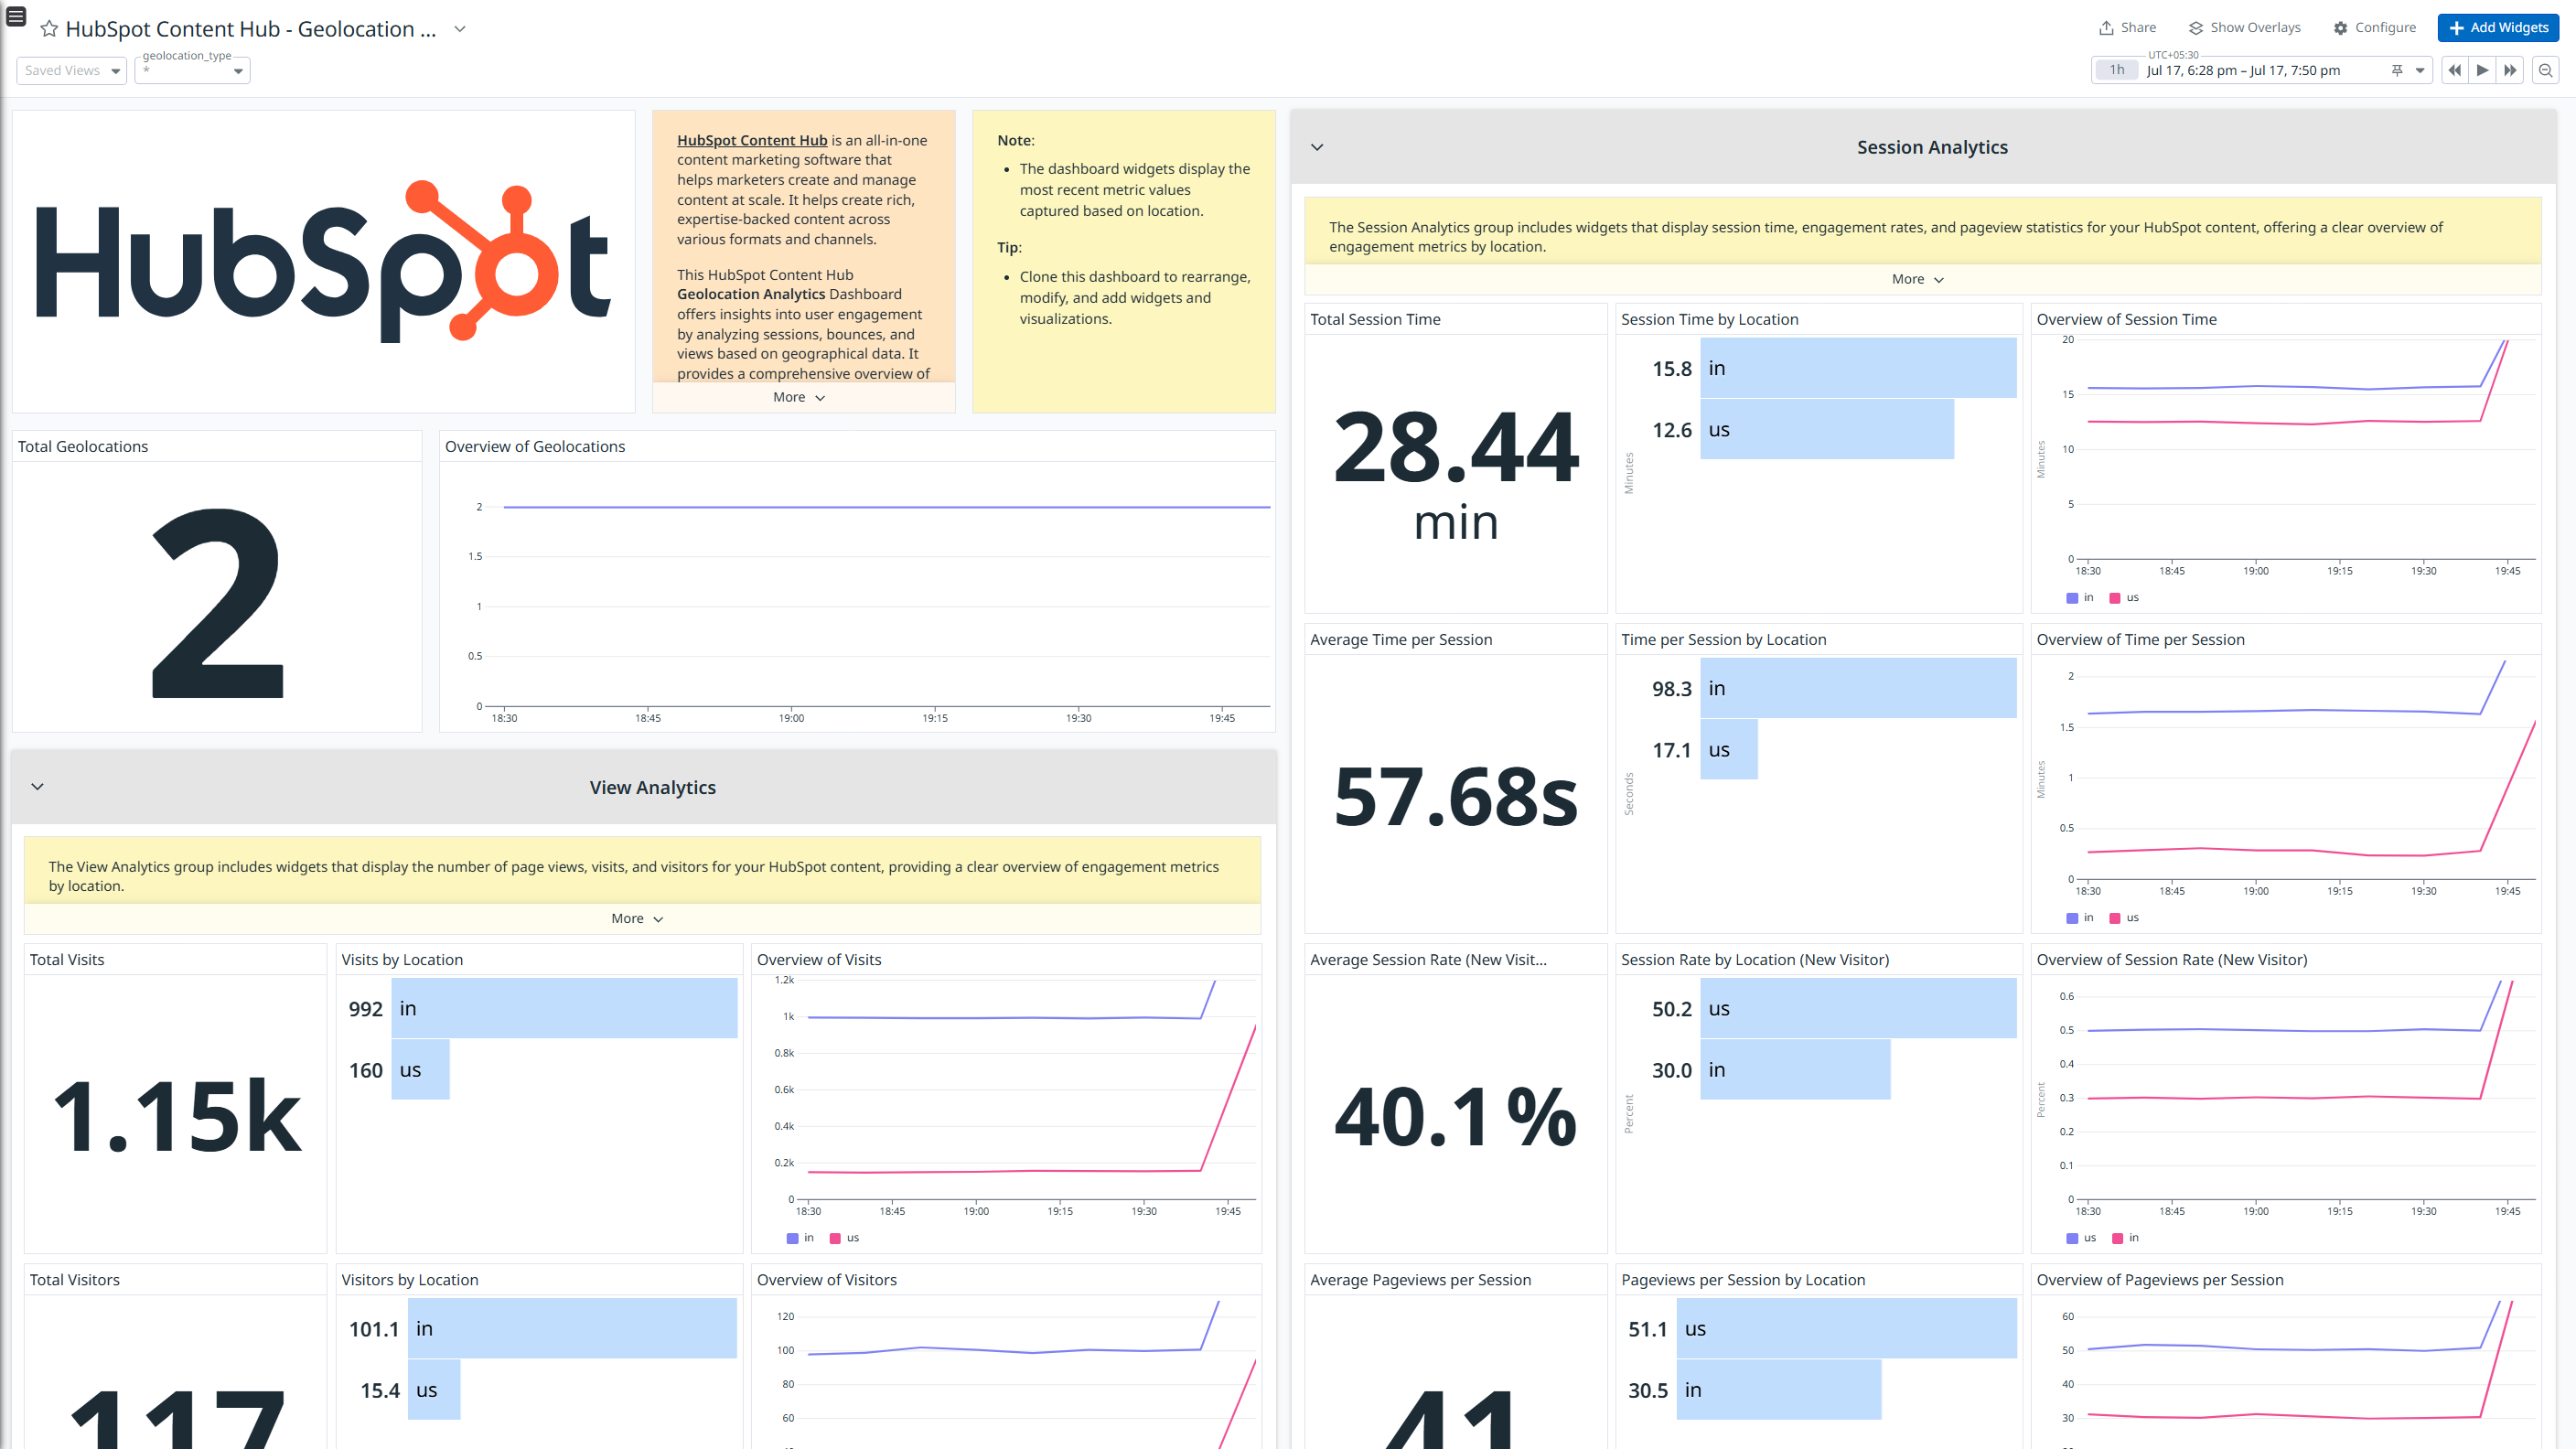 HubSpot Content Hub - Geolocation ...
Share
Show Overlays
Configure
Add Widgets
Saved Views
geolocation_type
*
UTC+05:30
1h
Jul 17, 6:28 pm – Jul 17, 7:50 pm
HubSpot
HubSpot Content Hub is an all-in-one
content marketing software that
helps marketers create and manage
content at scale. It helps create rich,
expertise-backed content across
various formats and channels.
This HubSpot Content Hub
Geolocation Analytics Dashboard
offers insights into user engagement
by analyzing sessions, bounces, and
views based on geographical data. It
provides a comprehensive overview of
More
Note:
• The dashboard widgets display the
most recent metric values
captured based on location.
Tip:
• Clone this dashboard to rearrange,
modify, and add widgets and
visualizations.
Total Geolocations
2
Overview of Geolocations
2
1.5
1
0.5
0
18:30 18:45 19:00 19:15 19:30 19:45
View Analytics
The View Analytics group includes widgets that display the number of page views, visits, and visitors for your HubSpot content, providing a clear overview of engagement metrics
by location.
More
Total Visits
1.15k
Visits by Location
992 in
160 us
Overview of Visits
1.2k
1k
0.8k
0.6k
0.4k
0.2k
0
18:30 18:45 19:00 19:15 19:30 19:45
in us
Total Visitors
117
Visitors by Location
101.1 in
15.4 us
Overview of Visitors
120
100
80
60
Session Analytics
The Session Analytics group includes widgets that display session time, engagement rates, and pageview statistics for your HubSpot content, offering a clear overview of
engagement metrics by location.
More
Total Session Time
28.44
min
Session Time by Location
Minutes
15.8 in
12.6 us
Overview of Session Time
Minutes
20
15
10
5
0
18:30 18:45 19:00 19:15 19:30 19:45
in us
Average Time per Session
57.68s
Time per Session by Location
Seconds
98.3 in
17.1 us
Overview of Time per Session
Minutes
2
1.5
1
0.5
0
18:30 18:45 19:00 19:15 19:30 19:45
in us
Average Session Rate (New Visit...
40.1%
Session Rate by Location (New Visitor)
Percent
50.2 us
30.0 in
Overview of Session Rate (New Visitor)
Percent
0.6
0.5
0.4
0.3
0.2
0.1
0
18:30 18:45 19:00 19:15 19:30 19:45
us in
Average Pageviews per Session
41
Pageviews per Session by Location
51.1 us
30.5 in
Overview of Pageviews per Session
60
50
40
30